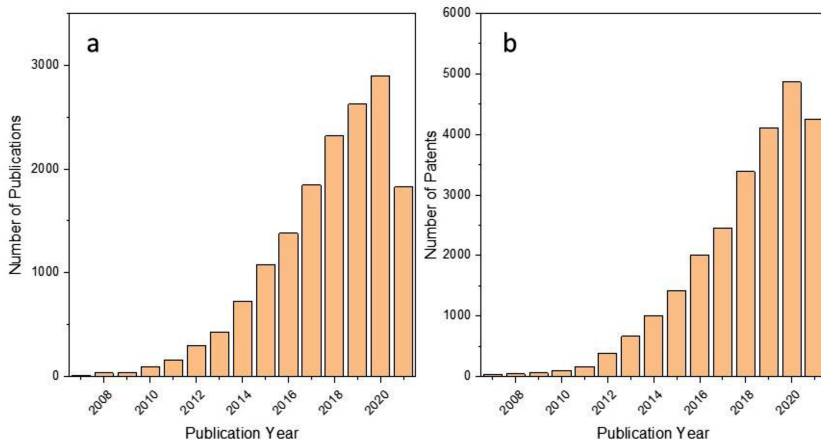 a
Number of Publications
3000
2000
1000
0
2008 2010 2012 2014 2016 2018 2020
Publication Year
b
Number of Patents
6000
5000
4000
3000
2000
1000
0
2008 2010 2012 2014 2016 2018 2020
Publication Year